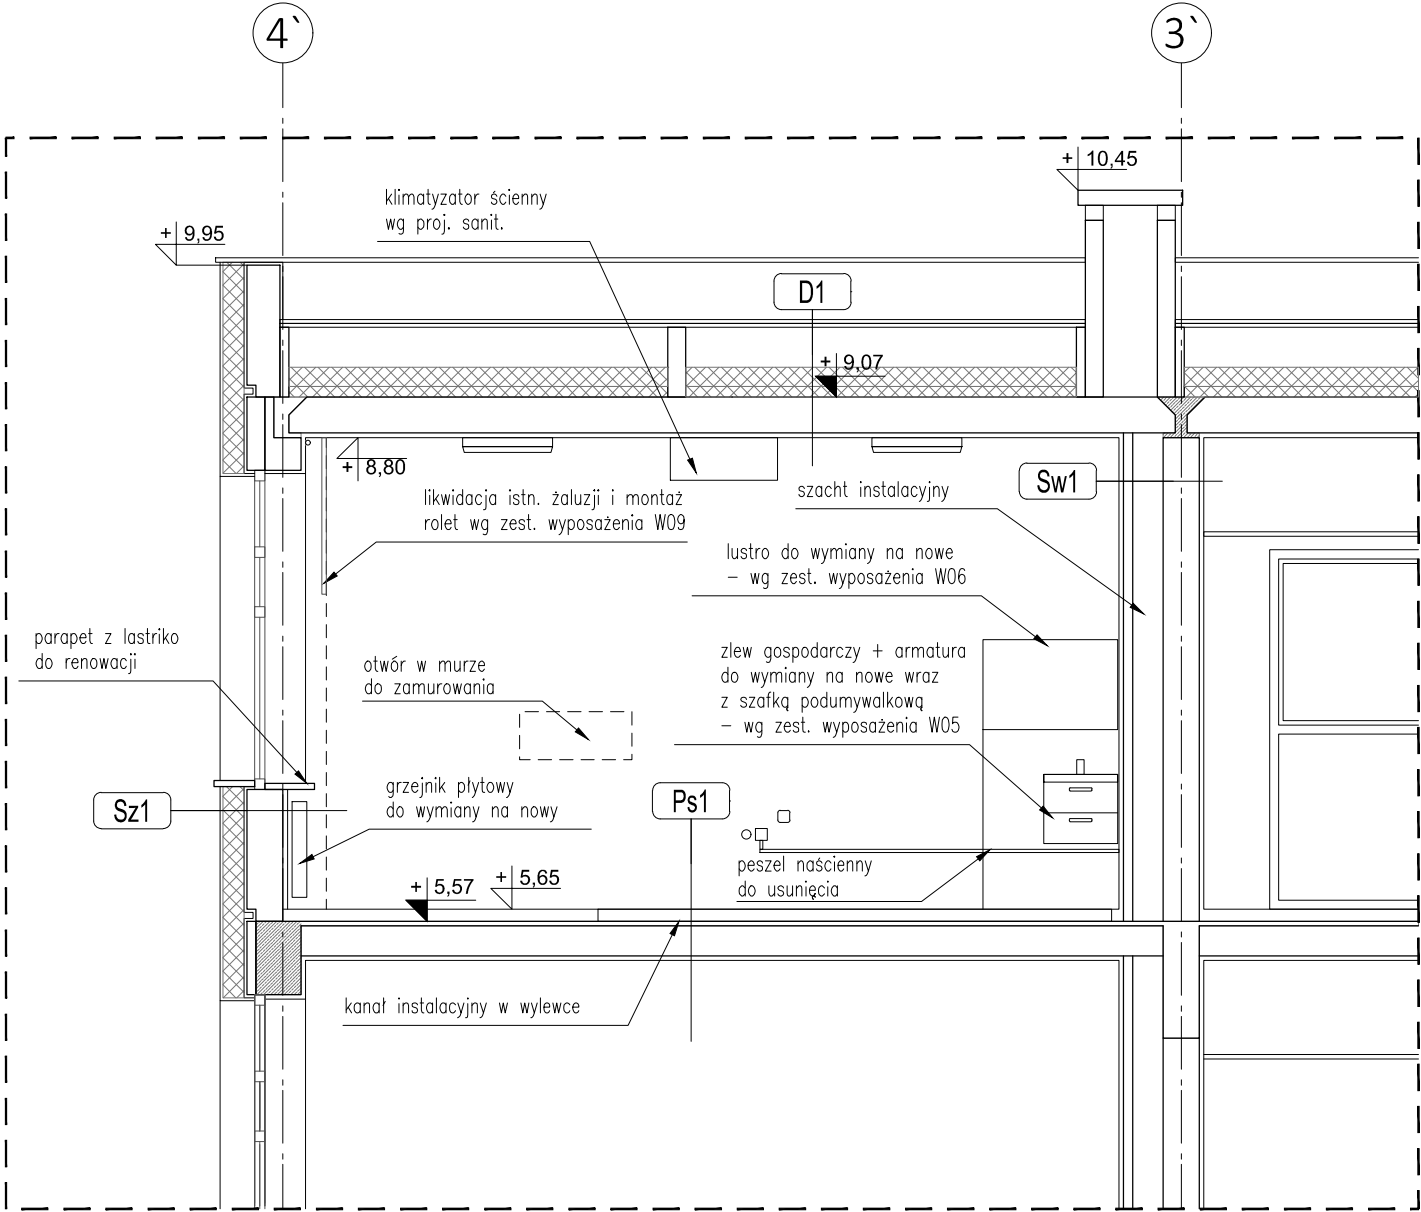 4`
3`
+ 10,45
klimatyzator ścienny
wg proj. sanit.
+ 9,95
D1
+ 9,07
+ 8,80
Sw1
likwidacja istn. żaluzji i montaż
rolet wg zest. wyposażenia W09
szacht instalacyjny
lustro do wymiany na nowe
- wg zest. wyposażenia W06
parapet z lastriko
do renowacji
otwór w murze
do zamurowania
zlew gospodarczy + armatura
do wymiany na nowe wraz
z szafką podumywalkową
- wg zest. wyposażenia W05
grzejnik płytowy
do wymiany na nowy
Sz1
Ps1
peszel naścienny
do usunięcia
+ 5,57
+ 5,65
kanał instalacyjny w wylewce